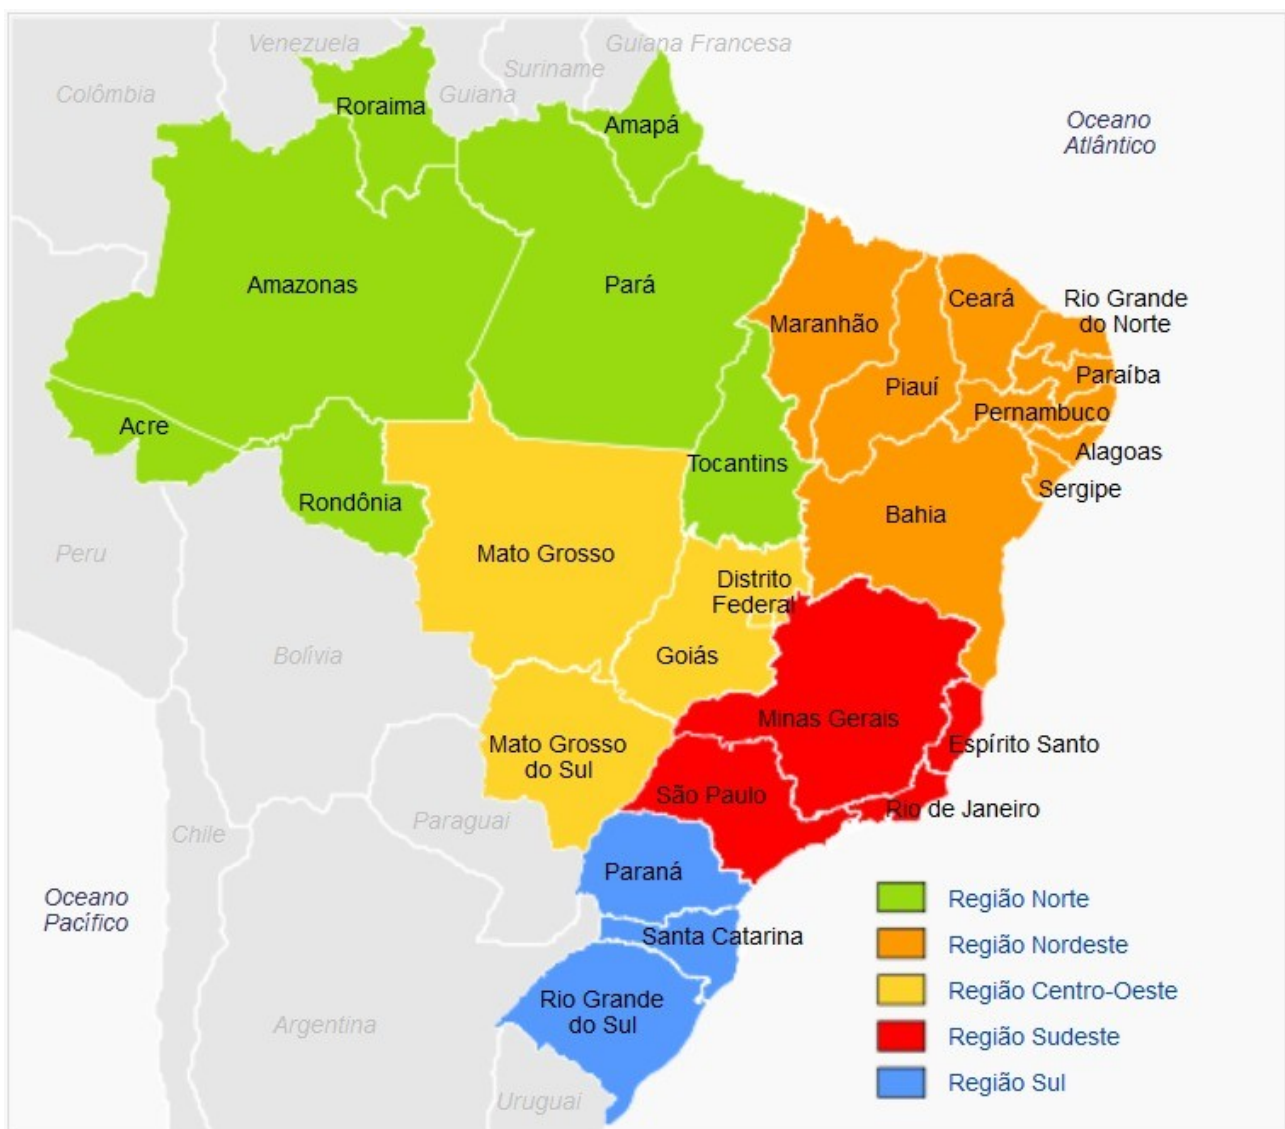 Venezuela
Guiana Francesa
Suriname
Colômbia
Guiana
Roraima
Amapá
Oceano
Atlântico
Amazonas
Pará
Ceará
Rio Grande
do Norte
Maranhão
Piauí
Paraíba
Pernambuco
Acre
Alagoas
Tocantins
Sergipe
Rondônia
Bahia
Peru
Mato Grosso
Distrito
Federal
Bolívia
Goiás
Minas Gerais
Mato Grosso
do Sul
Espírito Santo
São Paulo
Rio de Janeiro
Paraguai
Chile
Paraná
Oceano
Pacífico
Região Norte
Santa Catarina
Região Nordeste
Região Centro-Oeste
Rio Grande
do Sul
Argentina
Região Sudeste
Região Sul
Uruguai